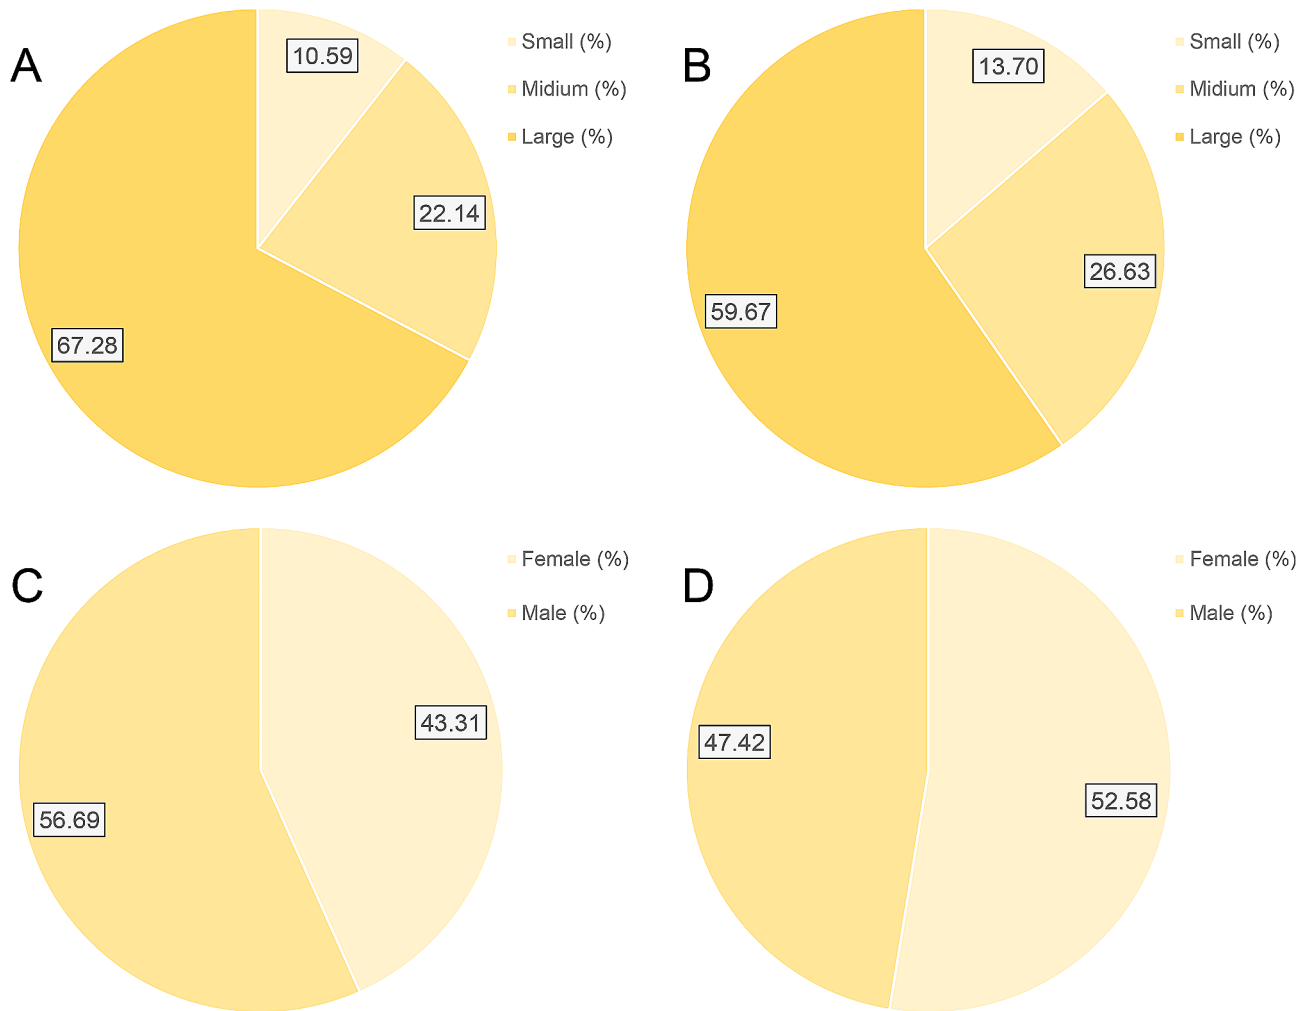 A
10.59
22.14
67.28
Small (%)
Midium (%)
Large (%)
B
13.70
26.63
59.67
Small (%)
Midium (%)
Large (%)
C
43.31
56.69
Female (%)
Male (%)
D
47.42
52.58
Female (%)
Male (%)